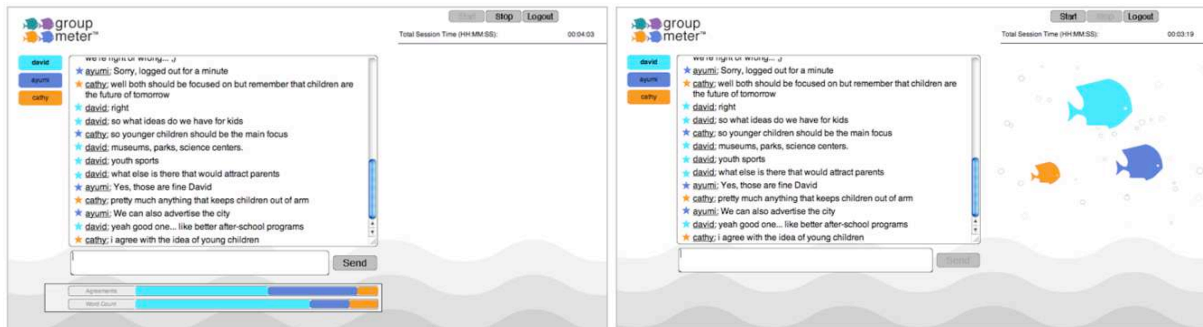 group
meter™
Start Stop Logout
Total Session Time (HH:MM:SS): 00:04:03
david
ayumi
cathy
we're right or wrong... ;)
ayumi: Sorry, logged out for a minute
cathy: well both should be focused on but remember that children are
the future of tomorrow
david: right
david: so what ideas do we have for kids
cathy: so younger children should be the main focus
david: museums, parks, science centers.
david: youth sports
david: what else is there that would attract parents
ayumi: Yes, those are fine David
cathy: pretty much anything that keeps children out of arm
ayumi: We can also advertise the city
david: yeah good one... like better after-school programs
cathy: i agree with the idea of young children
Send
Agreements
Word Count
group
meter™
Start Stop Logout
Total Session Time (HH:MM:SS): 00:03:19
david
ayumi
cathy
we're right or wrong... ;)
ayumi: Sorry, logged out for a minute
cathy: well both should be focused on but remember that children are
the future of tomorrow
david: right
david: so what ideas do we have for kids
cathy: so younger children should be the main focus
david: museums, parks, science centers.
david: youth sports
david: what else is there that would attract parents
ayumi: Yes, those are fine David
cathy: pretty much anything that keeps children out of arm
ayumi: We can also advertise the city
david: yeah good one... like better after-school programs
cathy: i agree with the idea of young children
Send